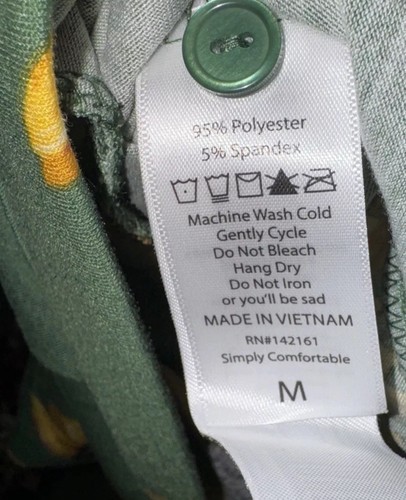 95% Polyester
5% Spandex
Machine Wash Cold
Gently Cycle
Do Not Bleach
Hang Dry
Do Not Iron
or you'll be sad
MADE IN VIETNAM
RN#142161
Simply Comfortable
M